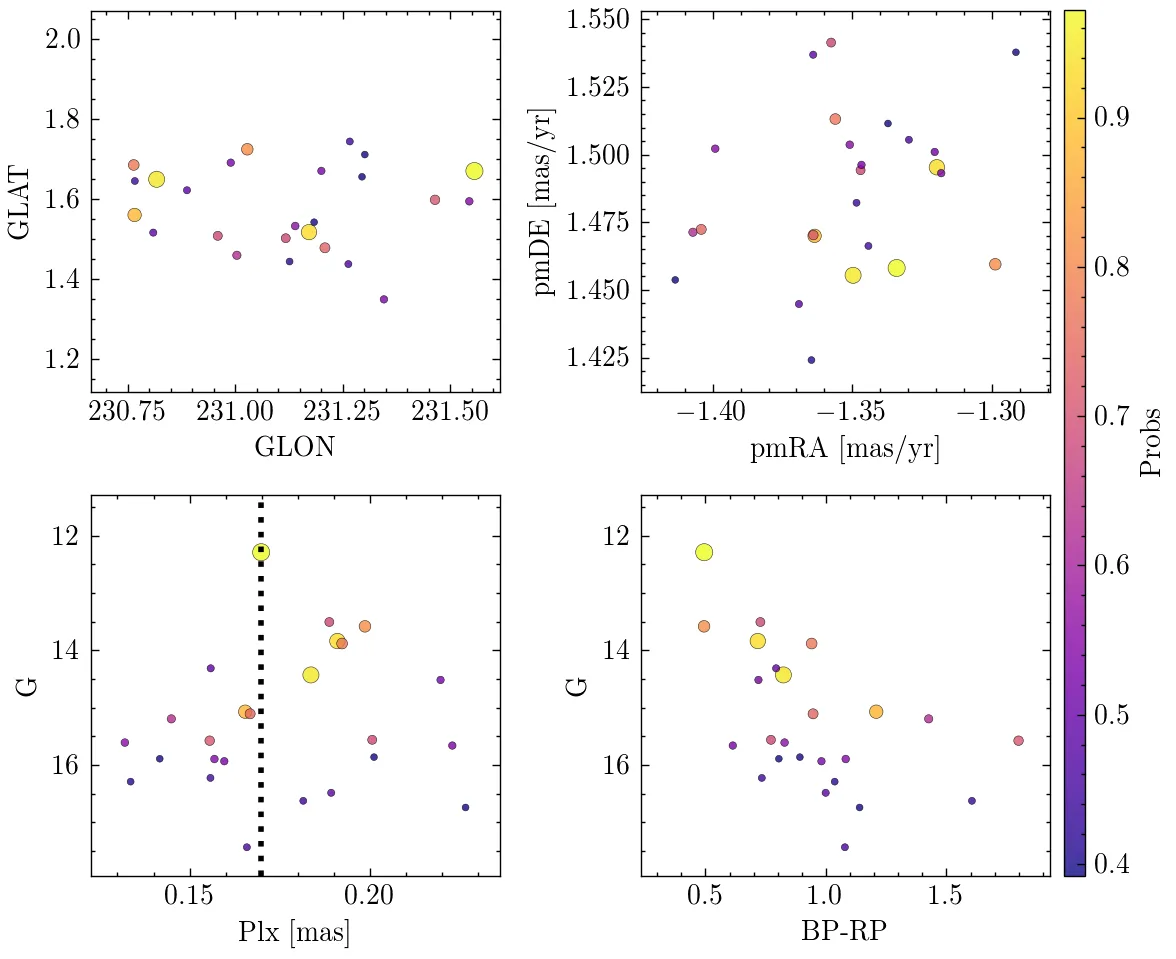 2.0
1.8
1.6
1.4
1.2
GLAT
230.75 231.00 231.25 231.50
GLON
1.550
1.525
1.500
1.475
1.450
1.425
pmDE [mas/yr]
−1.40 −1.35 −1.30
pmRA [mas/yr]
12
14
16
G
0.15 0.20
Plx [mas]
12
14
16
G
0.5 1.0 1.5
BP-RP
0.9
0.8
0.7
0.6
0.5
0.4
Probs